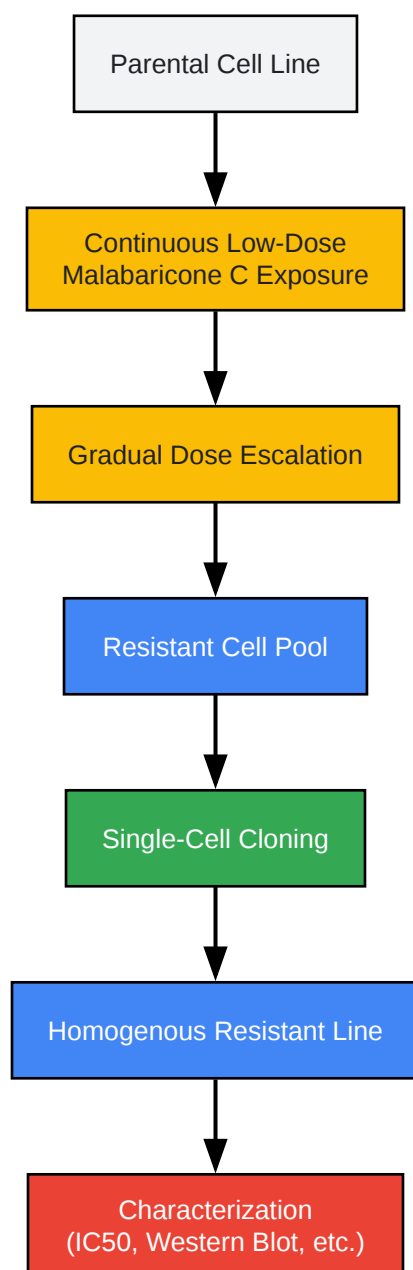 Parental Cell Line
Continuous Low-Dose
Malabaricone C Exposure
Gradual Dose Escalation
Resistant Cell Pool
Single-Cell Cloning
Homogenous Resistant Line
Characterization
(IC50, Western Blot, etc.)